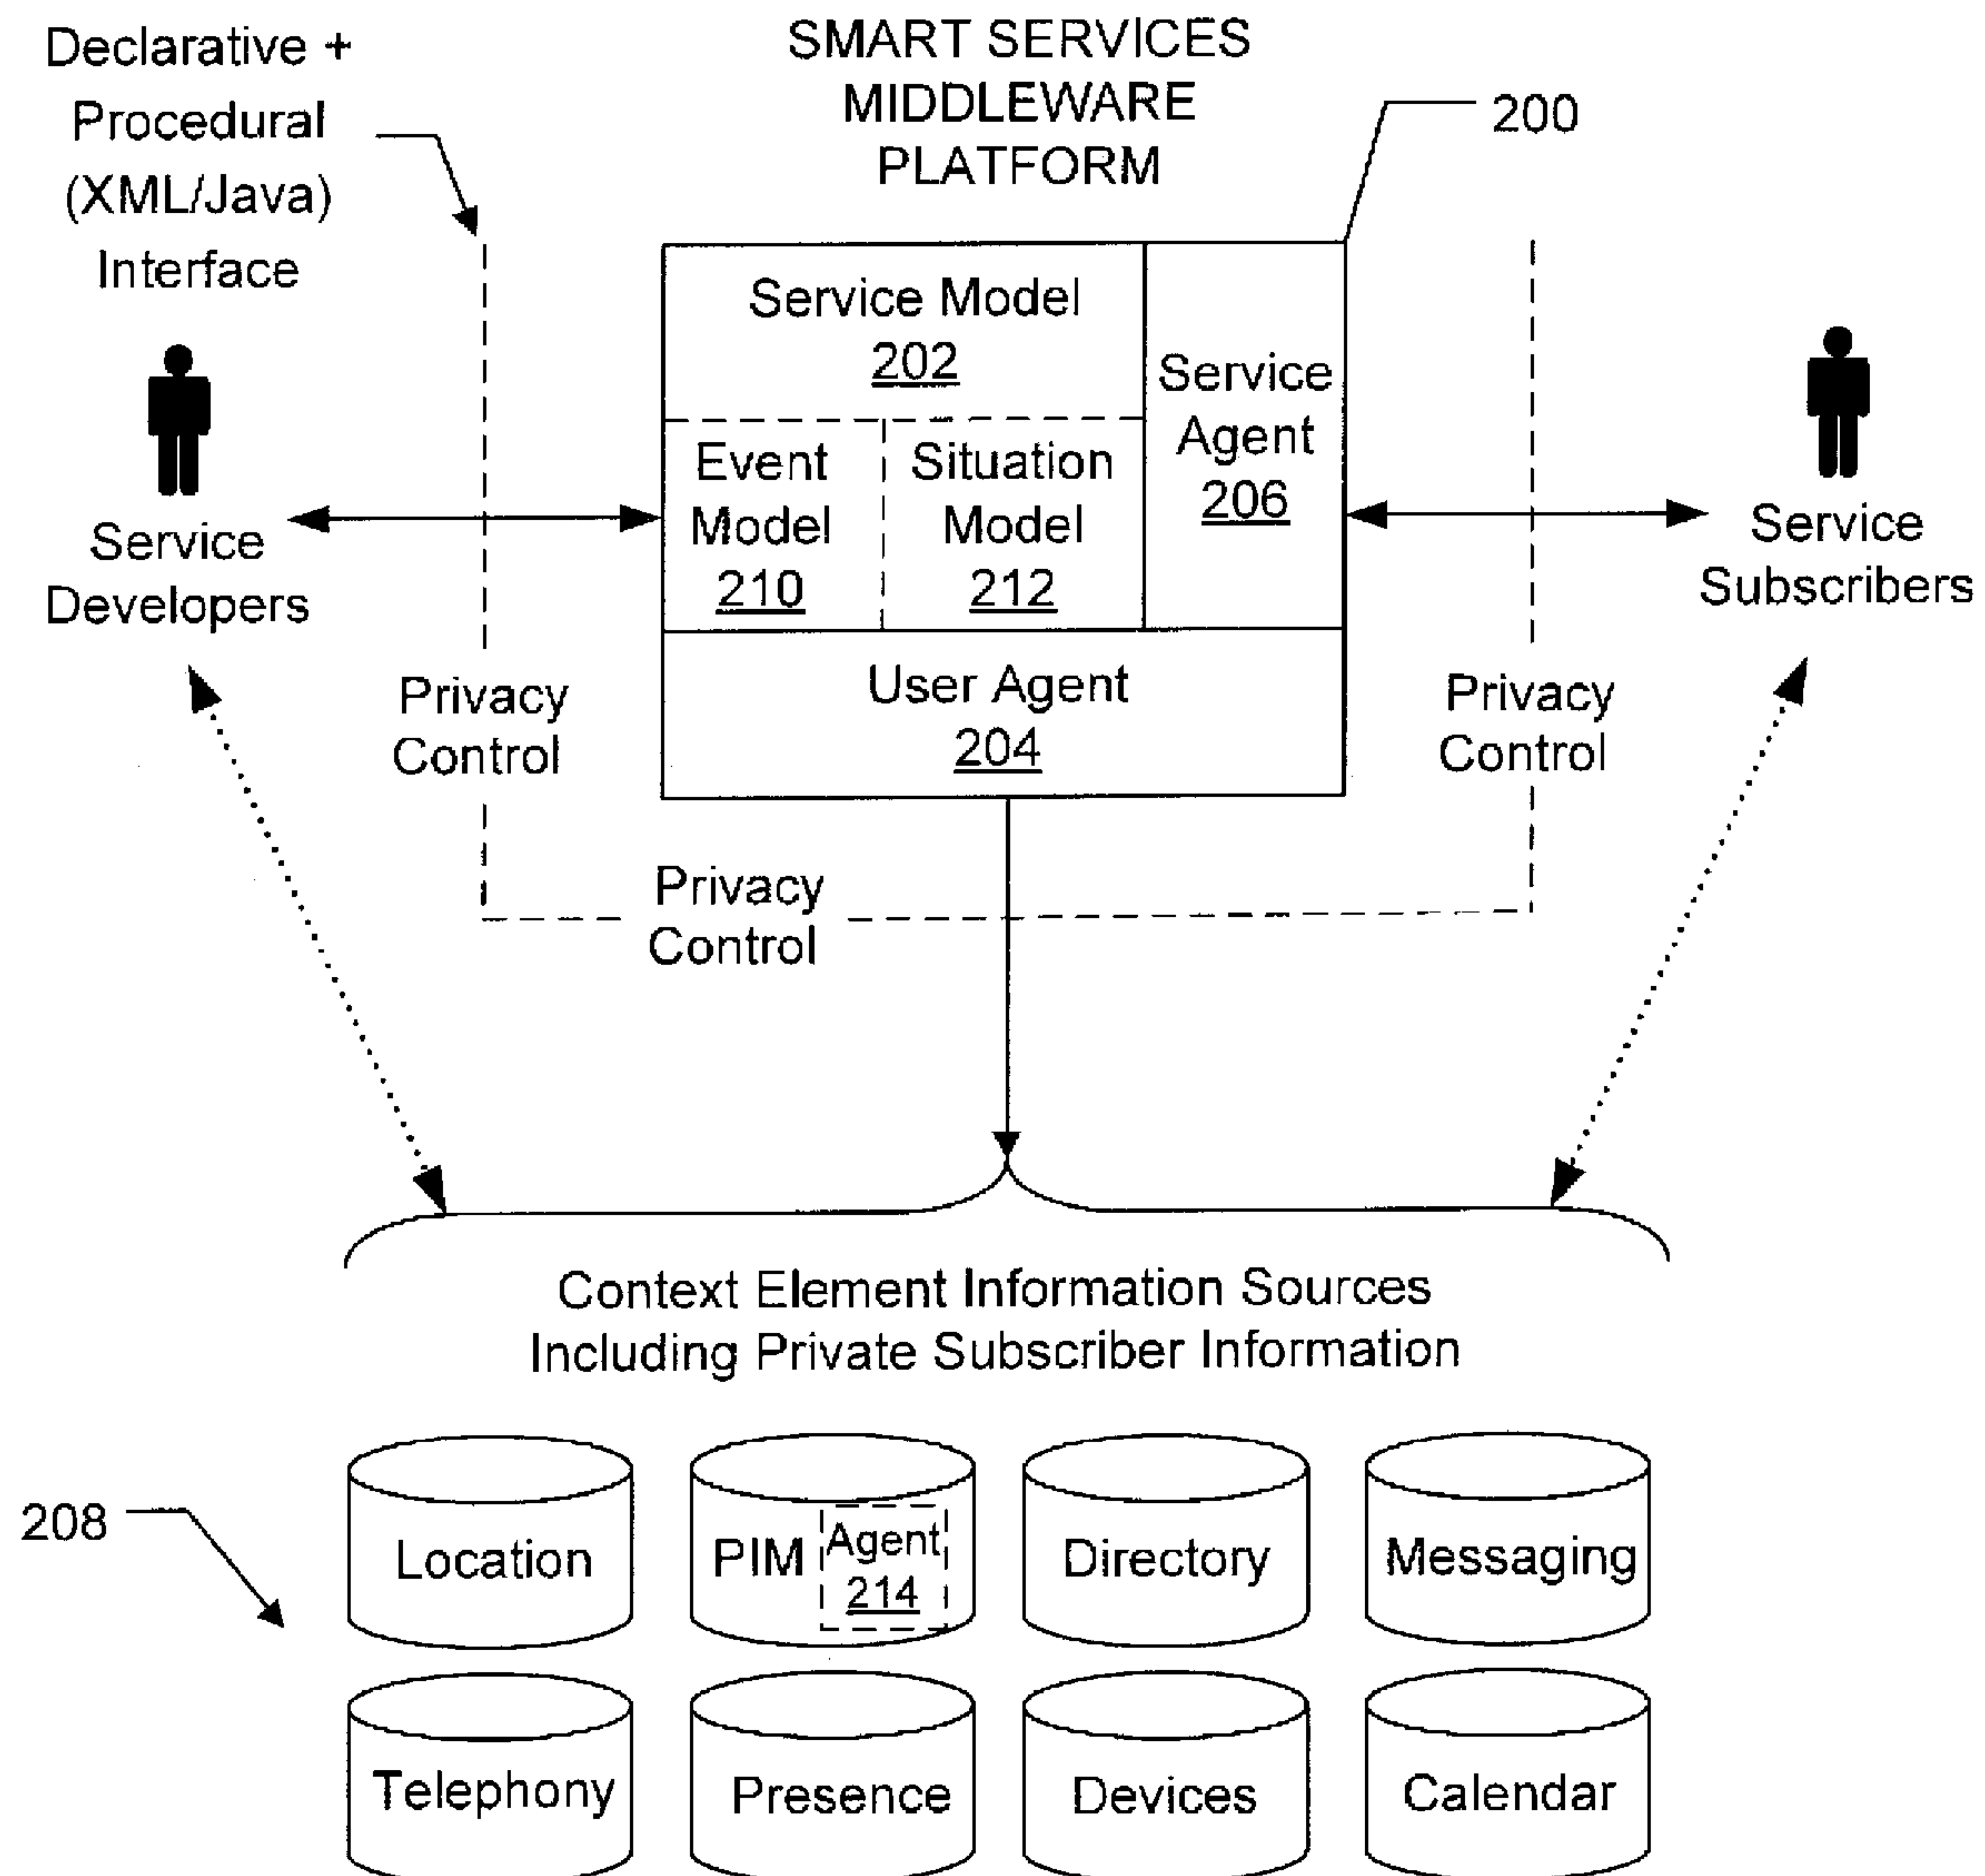 Declarative +
Procedural
(XML/Java)
Interface
SMART SERVICES
MIDDLEWARE
PLATFORM
200
Service Model
202
Service
Agent
206
Event
Model
210
Situation
Model
212
User Agent
204
Service
Developers
Service
Subscribers
Privacy
Control
Privacy
Control
Privacy
Control
Context Element Information Sources
Including Private Subscriber Information
208
Location
PIM
Agent
214
Directory
Messaging
Telephony
Presence
Devices
Calendar